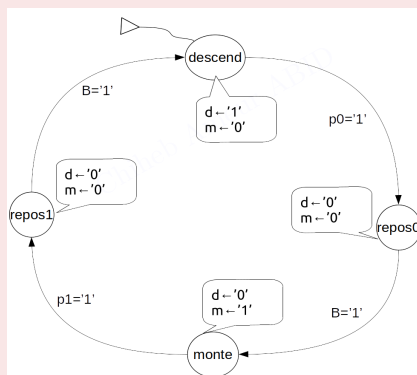 descend
B='1'
d←'1'
m←'0'
p0='1'
d←'0'
m←'0'
repos1
d←'0'
m←'0'
repos0
d←'0'
m←'1'
p1='1'
B='1'
monte